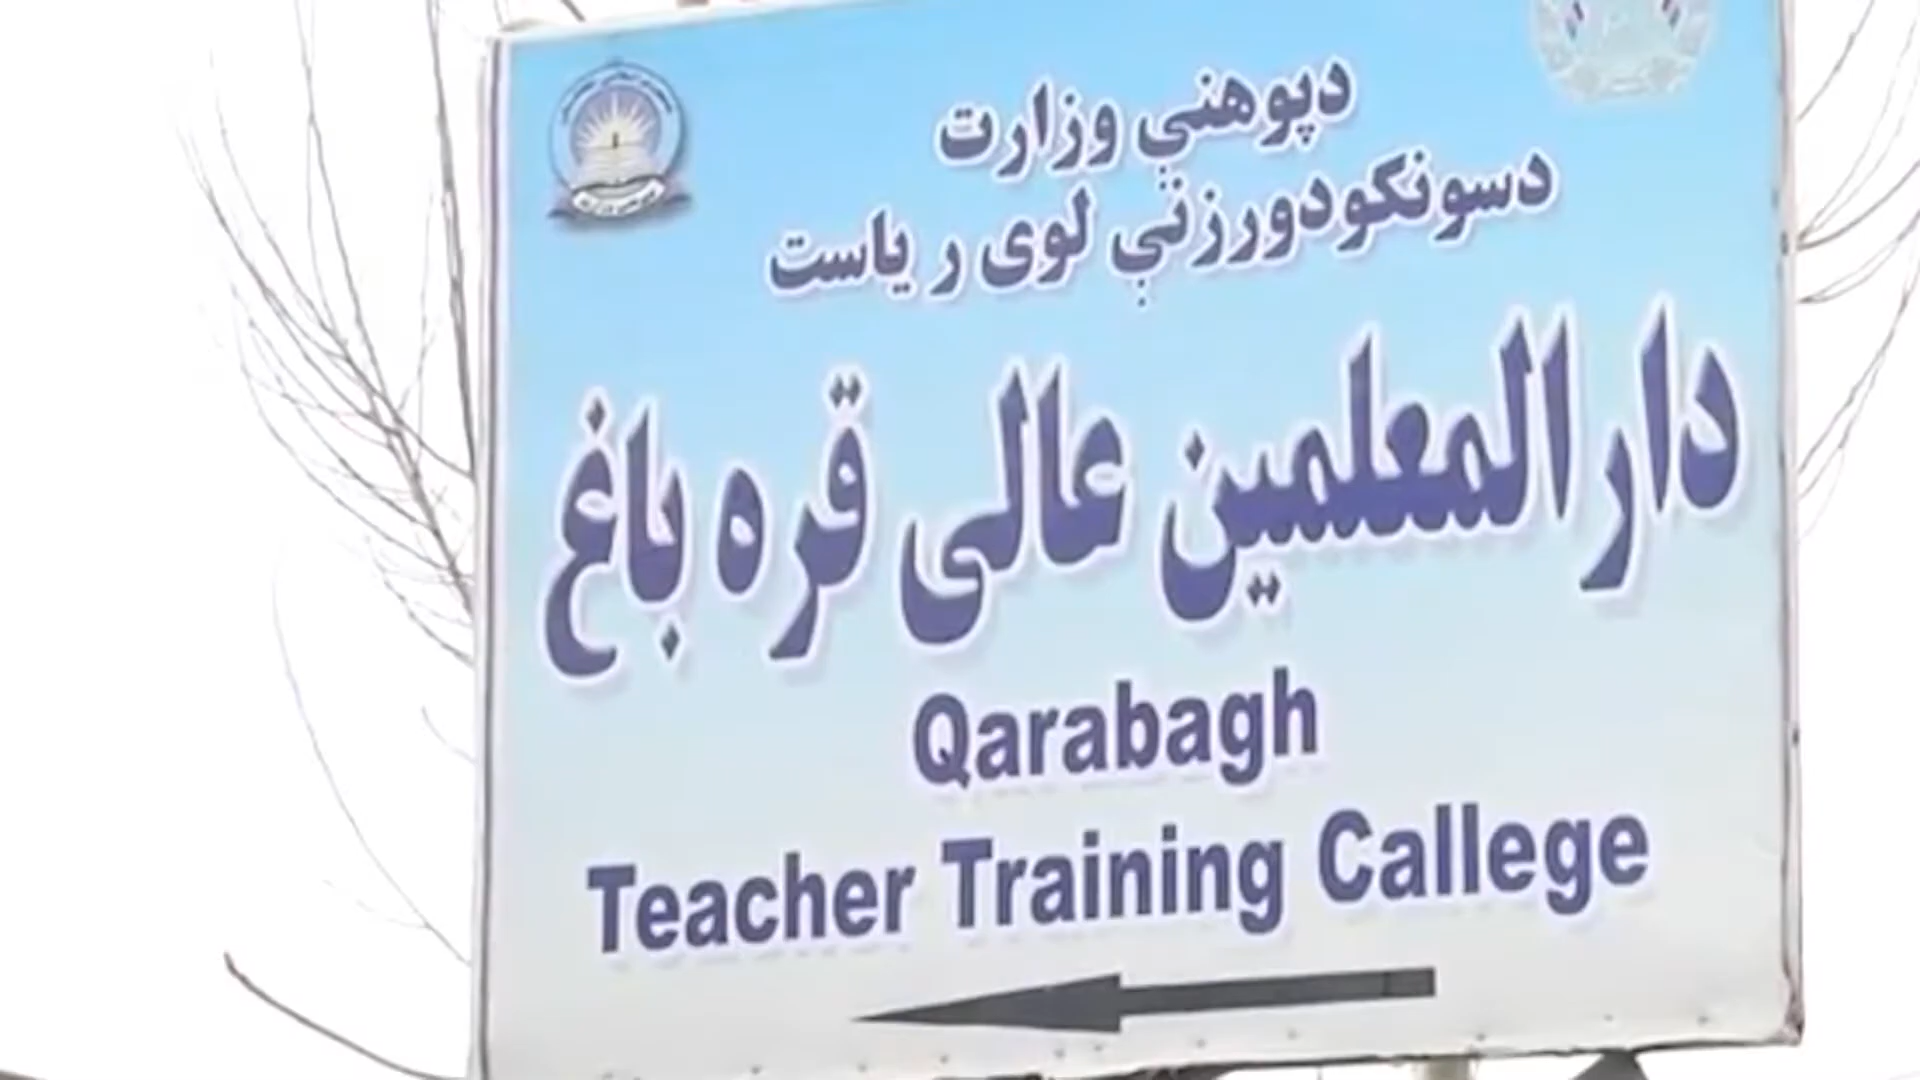 دپوهنې وزارت
دسونکودورزنې لوی ریاست
دارالمعلمین عالی قره باغ
Qarabagh
Teacher Training Callege